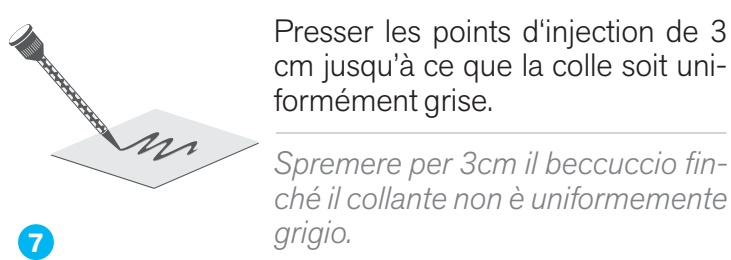 Presser les points d‘injection de 3
cm jusqu’à ce que la colle soit uni-
formément grise.
Spremere per 3cm il beccuccio fin-
ché il collante non è uniformemente
grigio.
7